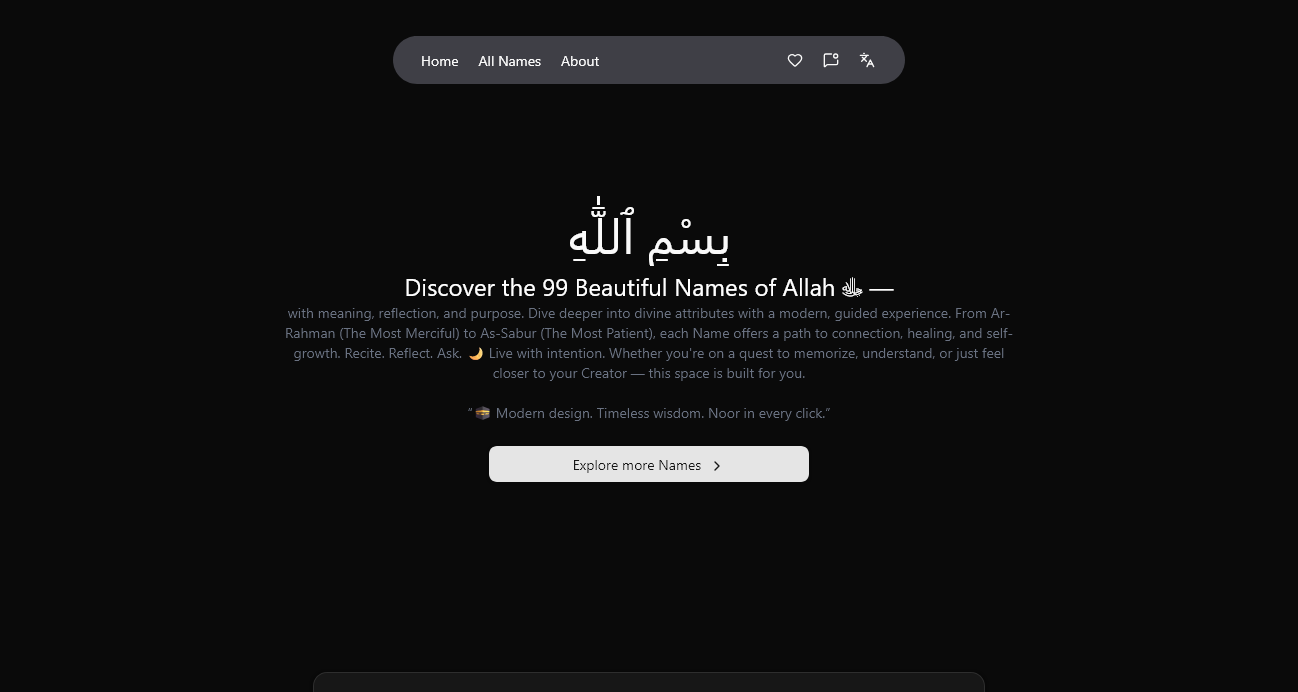 Home All Names About
بِسْمِ ٱللَّٰهِ
Discover the 99 Beautiful Names of Allah ﷻ —
with meaning, reflection, and purpose. Dive deeper into divine attributes with a modern, guided experience. From Ar-
Rahman (The Most Merciful) to As-Sabur (The Most Patient), each Name offers a path to connection, healing, and self-
growth. Recite. Reflect. Ask. 🌙 Live with intention. Whether you're on a quest to memorize, understand, or just feel
closer to your Creator — this space is built for you.
“🕋 Modern design. Timeless wisdom. Noor in every click.”
Explore more Names